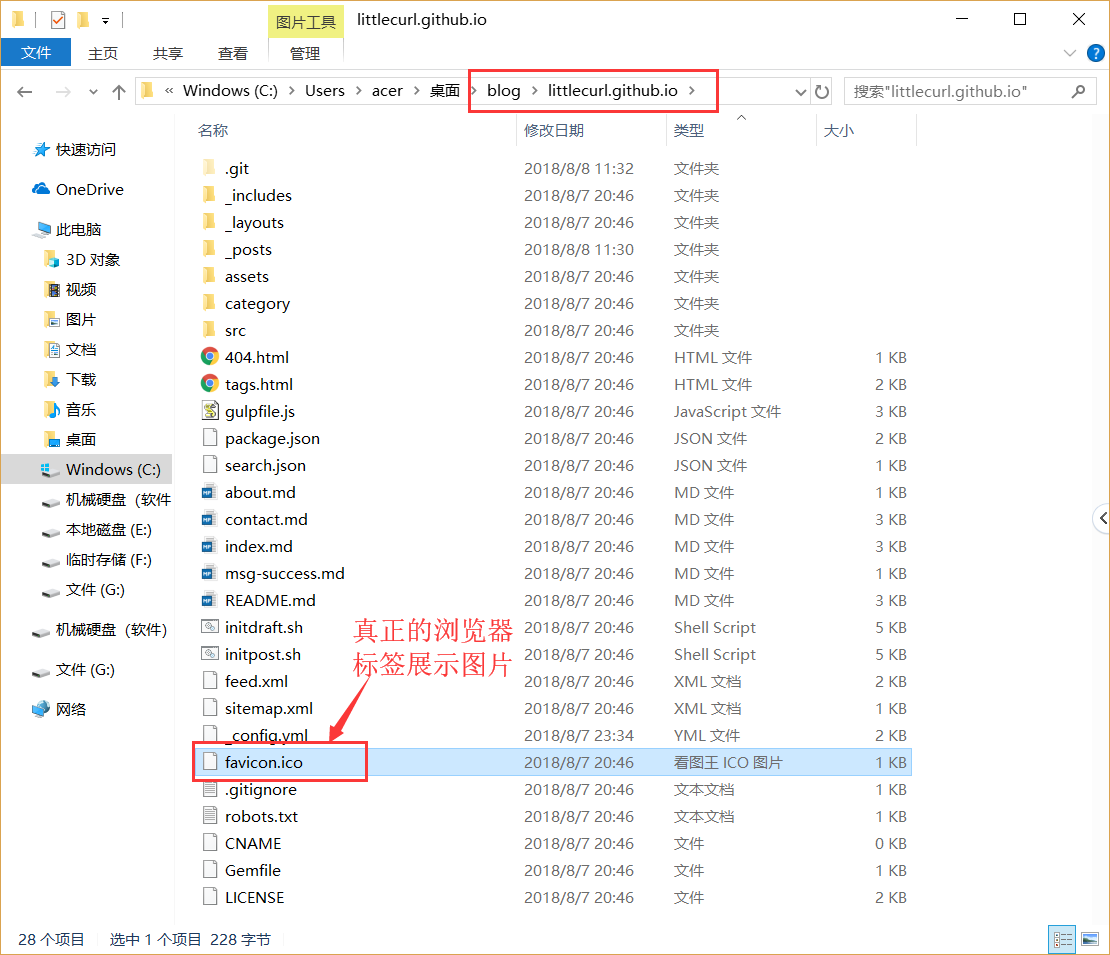 图片工具 littlecurl.github.io
文件 主页 共享 查看 管理
« Windows (C:) › Users › acer › 桌面 › blog › littlecurl.github.io › 搜索"littlecurl.github.io"
名称 修改日期 类型 大小
快速访问
OneDrive
此电脑
3D 对象
视频
图片
文档
下载
音乐
桌面
Windows (C:)
机械硬盘（软件
本地磁盘 (E:)
临时存储 (F:)
文件 (G:)
机械硬盘（软件）
文件 (G:)
网络
.git 2018/8/8 11:32 文件夹
_includes 2018/8/7 20:46 文件夹
_layouts 2018/8/7 20:46 文件夹
_posts 2018/8/8 11:30 文件夹
assets 2018/8/7 20:46 文件夹
category 2018/8/7 20:46 文件夹
src 2018/8/7 20:46 文件夹
404.html 2018/8/7 20:46 HTML 文件 1 KB
tags.html 2018/8/7 20:46 HTML 文件 2 KB
gulpfile.js 2018/8/7 20:46 JavaScript 文件 3 KB
package.json 2018/8/7 20:46 JSON 文件 2 KB
search.json 2018/8/7 20:46 JSON 文件 1 KB
about.md 2018/8/7 20:46 MD 文件 1 KB
contact.md 2018/8/7 20:46 MD 文件 3 KB
index.md 2018/8/7 20:46 MD 文件 3 KB
msg-success.md 2018/8/7 20:46 MD 文件 1 KB
README.md 2018/8/7 20:46 MD 文件 3 KB
initdraft.sh 2018/8/7 20:46 Shell Script 5 KB
initpost.sh 2018/8/7 20:46 Shell Script 5 KB
feed.xml 2018/8/7 20:46 XML 文档 2 KB
sitemap.xml 2018/8/7 20:46 XML 文档 1 KB
_config.yml 2018/8/7 23:34 YML 文件 2 KB
favicon.ico 2018/8/7 20:46 看图王 ICO 图片 1 KB
.gitignore 2018/8/7 20:46 文本文档 1 KB
robots.txt 2018/8/7 20:46 文本文档 1 KB
CNAME 2018/8/7 20:46 文件 0 KB
Gemfile 2018/8/7 20:46 文件 1 KB
LICENSE 2018/8/7 20:46 文件 2 KB
真正的浏览器
标签展示图片
28 个项目 选中 1 个项目 228 字节